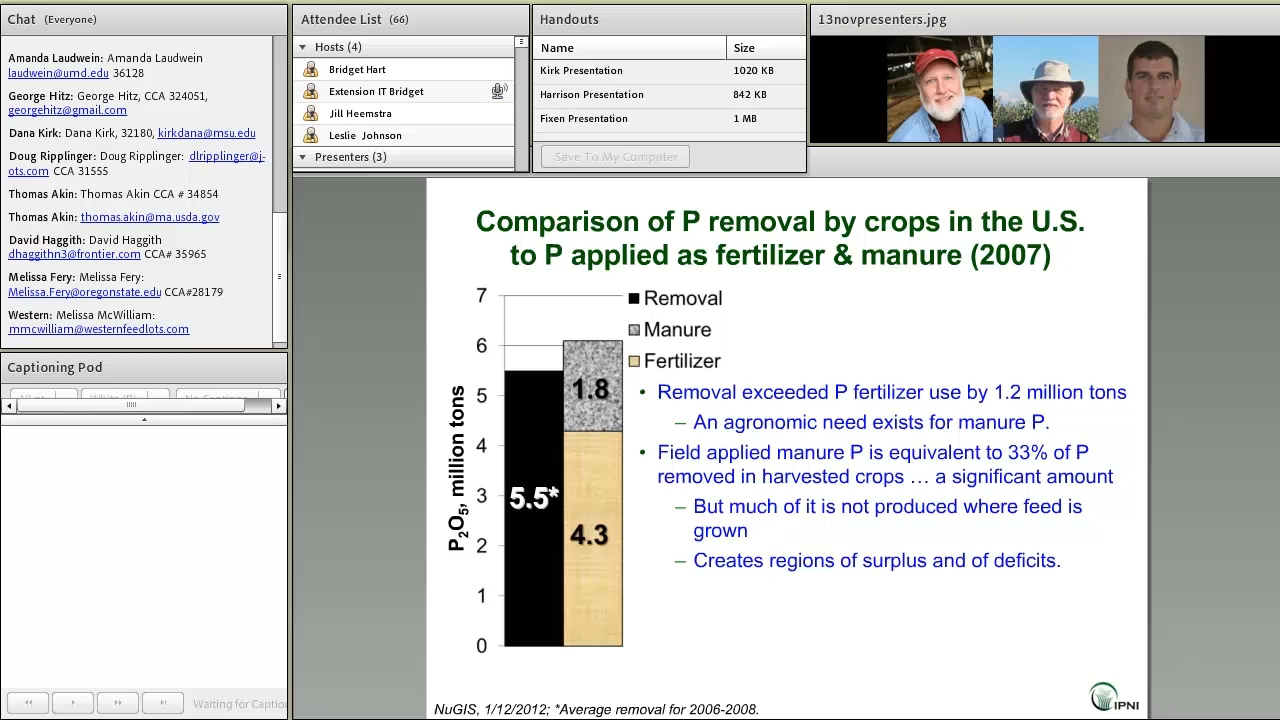 Chat (Everyone)
Amanda Laudwein: Amanda Laudwein
laudwein@umd.edu 36128
George Hitz: George Hitz, CCA 324051,
georgehitz@gmail.com
Dana Kirk: Dana Kirk, 32180, kirkdana@msu.edu
Doug Ripplinger: Doug Ripplinger: dlripplinger@j-
ots.com CCA 31555
Thomas Akin: Thomas Akin CCA # 34854
Thomas Akin: thomas.akin@ma.usda.gov
David Haggith: David Haggith
dhaggithn3@frontier.com CCA# 35965
Melissa Fery: Melissa Fery:
Melissa.Fery@oregonstate.edu CCA#28179
Western: Melissa McWilliam:
mmcwilliam@westernfeedlots.com
Captioning Pod
Waiting for Captio
Attendee List (66)
Hosts (4)
Bridget Hart
Extension IT Bridget
Jill Heemstra
Leslie Johnson
Presenters (3)
Handouts
Name Size
Kirk Presentation 1020 KB
Harrison Presentation 842 KB
Fixen Presentation 1 MB
Save To My Computer
13novpresenters.jpg
Comparison of P removal by crops in the U.S.
to P applied as fertilizer & manure (2007)
P2O5, million tons
7
6
5
4
3
2
1
0
5.5*
1.8
4.3
Removal
Manure
Fertilizer
• Removal exceeded P fertilizer use by 1.2 million tons
– An agronomic need exists for manure P.
• Field applied manure P is equivalent to 33% of P
removed in harvested crops … a significant amount
– But much of it is not produced where feed is
grown
– Creates regions of surplus and of deficits.
NuGIS, 1/12/2012; *Average removal for 2006-2008.
IPNI